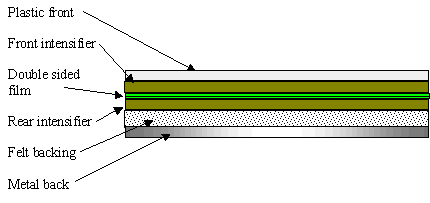 Plastic front
Front intensifier
Double sided
film
Rear intensifier
Felt backing
Metal back